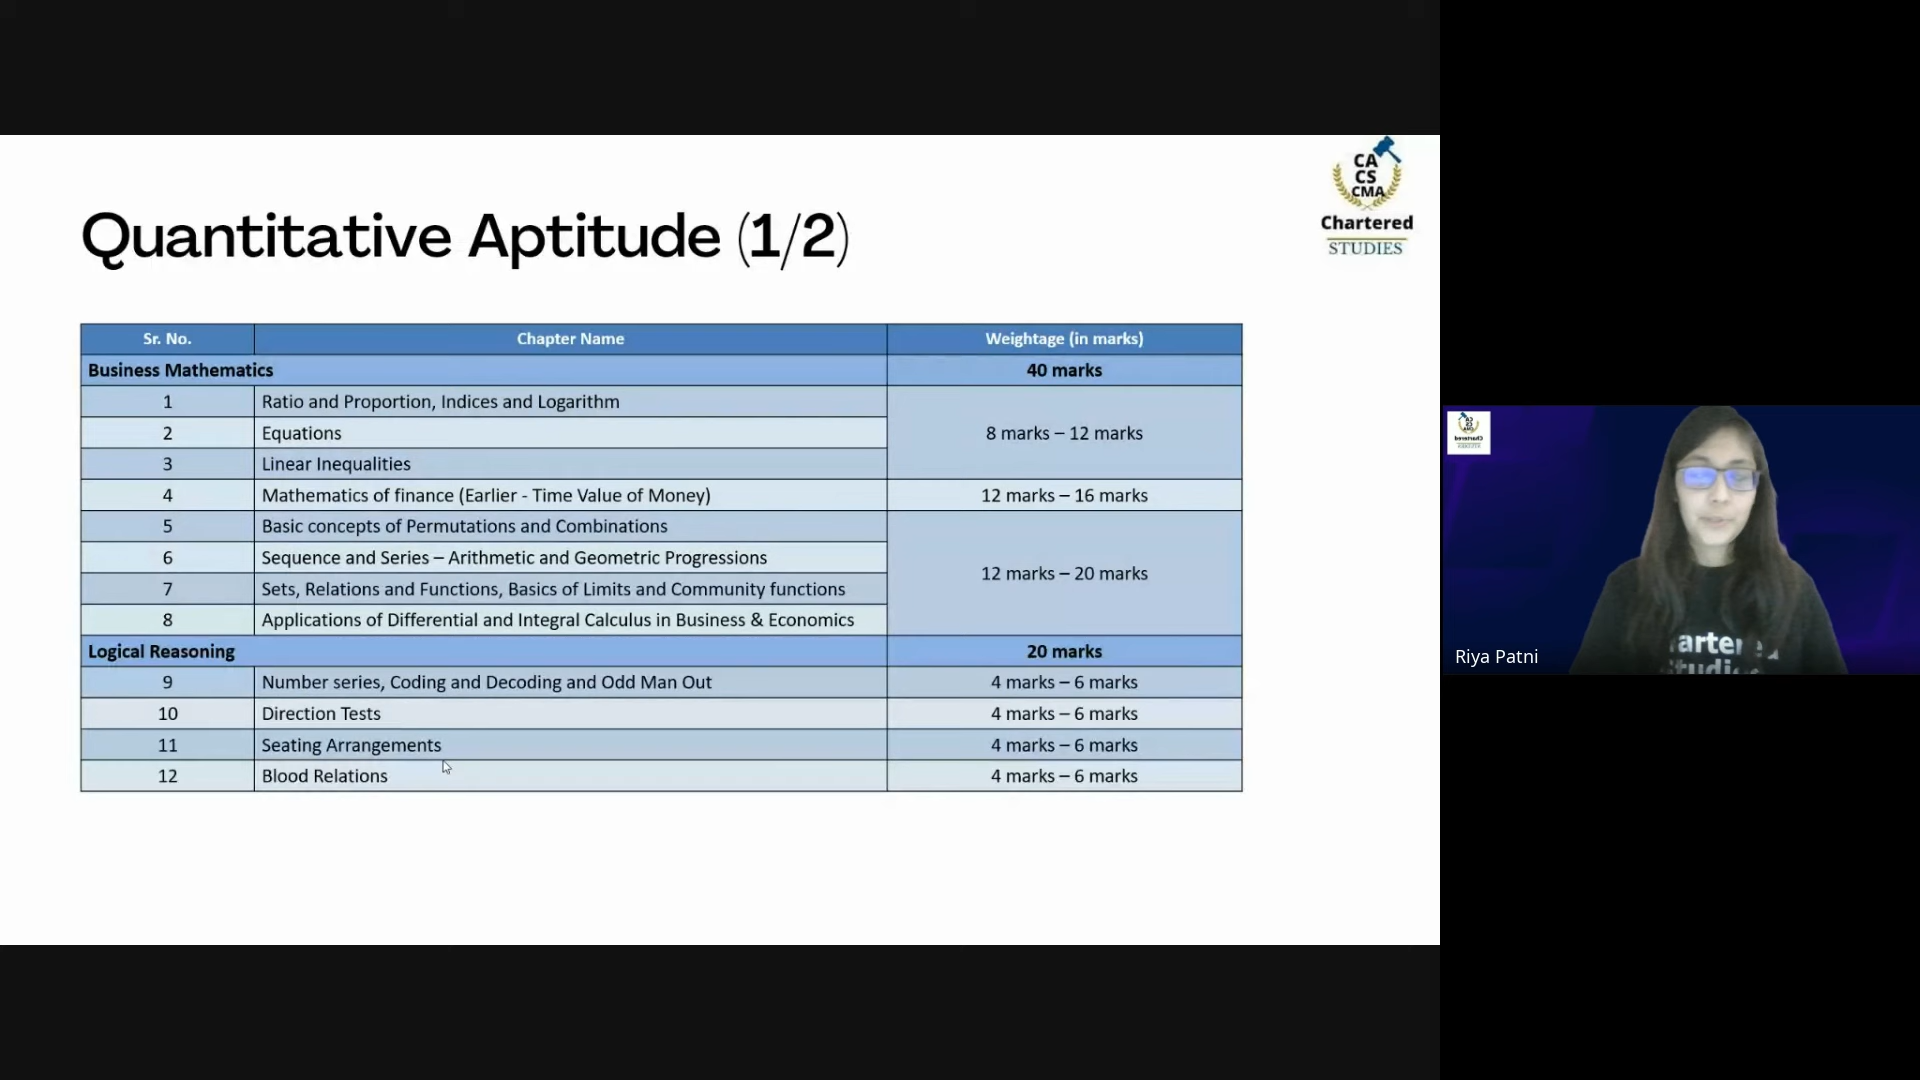 CA
CS
CMA
Chartered
STUDIES
Quantitative Aptitude (1/2)
Sr. No. Chapter Name Weightage (in marks)
Business Mathematics 40 marks
1 Ratio and Proportion, Indices and Logarithm
2 Equations 8 marks – 12 marks
3 Linear Inequalities
4 Mathematics of finance (Earlier - Time Value of Money) 12 marks – 16 marks
5 Basic concepts of Permutations and Combinations
6 Sequence and Series – Arithmetic and Geometric Progressions
12 marks – 20 marks
7 Sets, Relations and Functions, Basics of Limits and Community functions
8 Applications of Differential and Integral Calculus in Business & Economics
Logical Reasoning 20 marks
9 Number series, Coding and Decoding and Odd Man Out 4 marks – 6 marks
10 Direction Tests 4 marks – 6 marks
11 Seating Arrangements 4 marks – 6 marks
12 Blood Relations 4 marks – 6 marks
Riya Patni